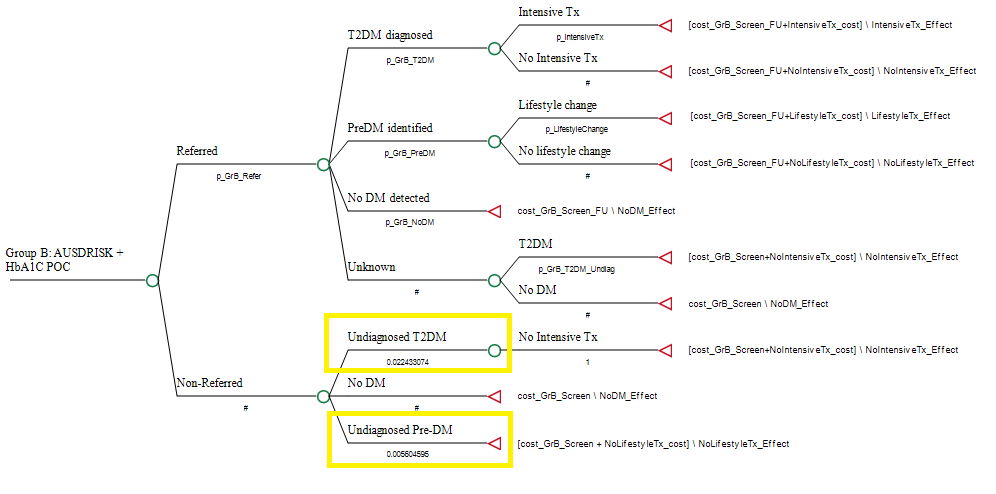 Intensive Tx
p_IntensiveTx
[cost_GrB_Screen_FU+IntensiveTx_cost] \ IntensiveTx_Effect
T2DM diagnosed
p_GrB_T2DM
No Intensive Tx
#
[cost_GrB_Screen_FU+NoIntensiveTx_cost] \ NoIntensiveTx_Effect
Lifestyle change
p_LifestyleChange
[cost_GrB_Screen_FU+LifestyleTx_cost] \ LifestyleTx_Effect
PreDM identified
p_GrB_PreDM
No lifestyle change
#
[cost_GrB_Screen_FU+NoLifestyleTx_cost] \ NoLifestyleTx_Effect
Referred
p_GrB_Refer
No DM detected
p_GrB_NoDM
cost_GrB_Screen_FU \ NoDM_Effect
T2DM
p_GrB_T2DM_Undiag
[cost_GrB_Screen+NoIntensiveTx_cost] \ NoIntensiveTx_Effect
Unknown
#
No DM
#
cost_GrB_Screen \ NoDM_Effect
Group B: AUSDRISK +
HbA1C POC
Undiagnosed T2DM
0.022433074
No Intensive Tx
1
[cost_GrB_Screen+NoIntensiveTx_cost] \ NoIntensiveTx_Effect
Non-Referred
#
No DM
#
cost_GrB_Screen \ NoDM_Effect
Undiagnosed Pre-DM
0.005604595
[cost_GrB_Screen + NoLifestyleTx_cost] \ NoLifestyleTx_Effect